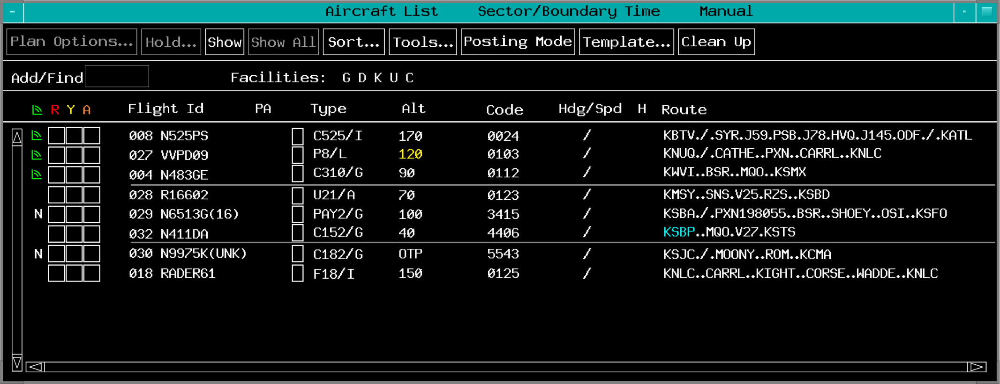 Aircraft List Sector/Boundary Time Manual
Plan Options... Hold... Show Show All Sort... Tools... Posting Mode Template... Clean Up
Add/Find Facilities: G D K U C
R Y A Flight Id PA Type Alt Code Hdg/Spd H Route
008 N525PS C525/I 170 0024 / KBTV./.SYR.J59.PSB.J78.HVQ.J145.ODF./.KATL
027 VVPD09 P8/L 120 0103 / KNUQ./.CATHE..PXN..CARRL..KNLC
004 N483GE C310/G 90 0112 / KWVI..BSR..MQO..KSMX
028 R16602 U21/A 70 0123 / KMSY..SNS.V25.RZS..KSBD
N 029 N6513G(16) PAY2/G 100 3415 / KSBA./.PXN198055..BSR..SHOEY..OSI..KSFO
032 N411DA C152/G 40 4406 / KSBP..MQO.V27.KSTS
N 030 N9975K(UNK) C182/G OTP 5543 / KSJC./.MOONY..ROM..KCMA
018 RADER61 F18/I 150 0125 / KNLC..CARRL..KIGHT..CORSE..WADDE..KNLC